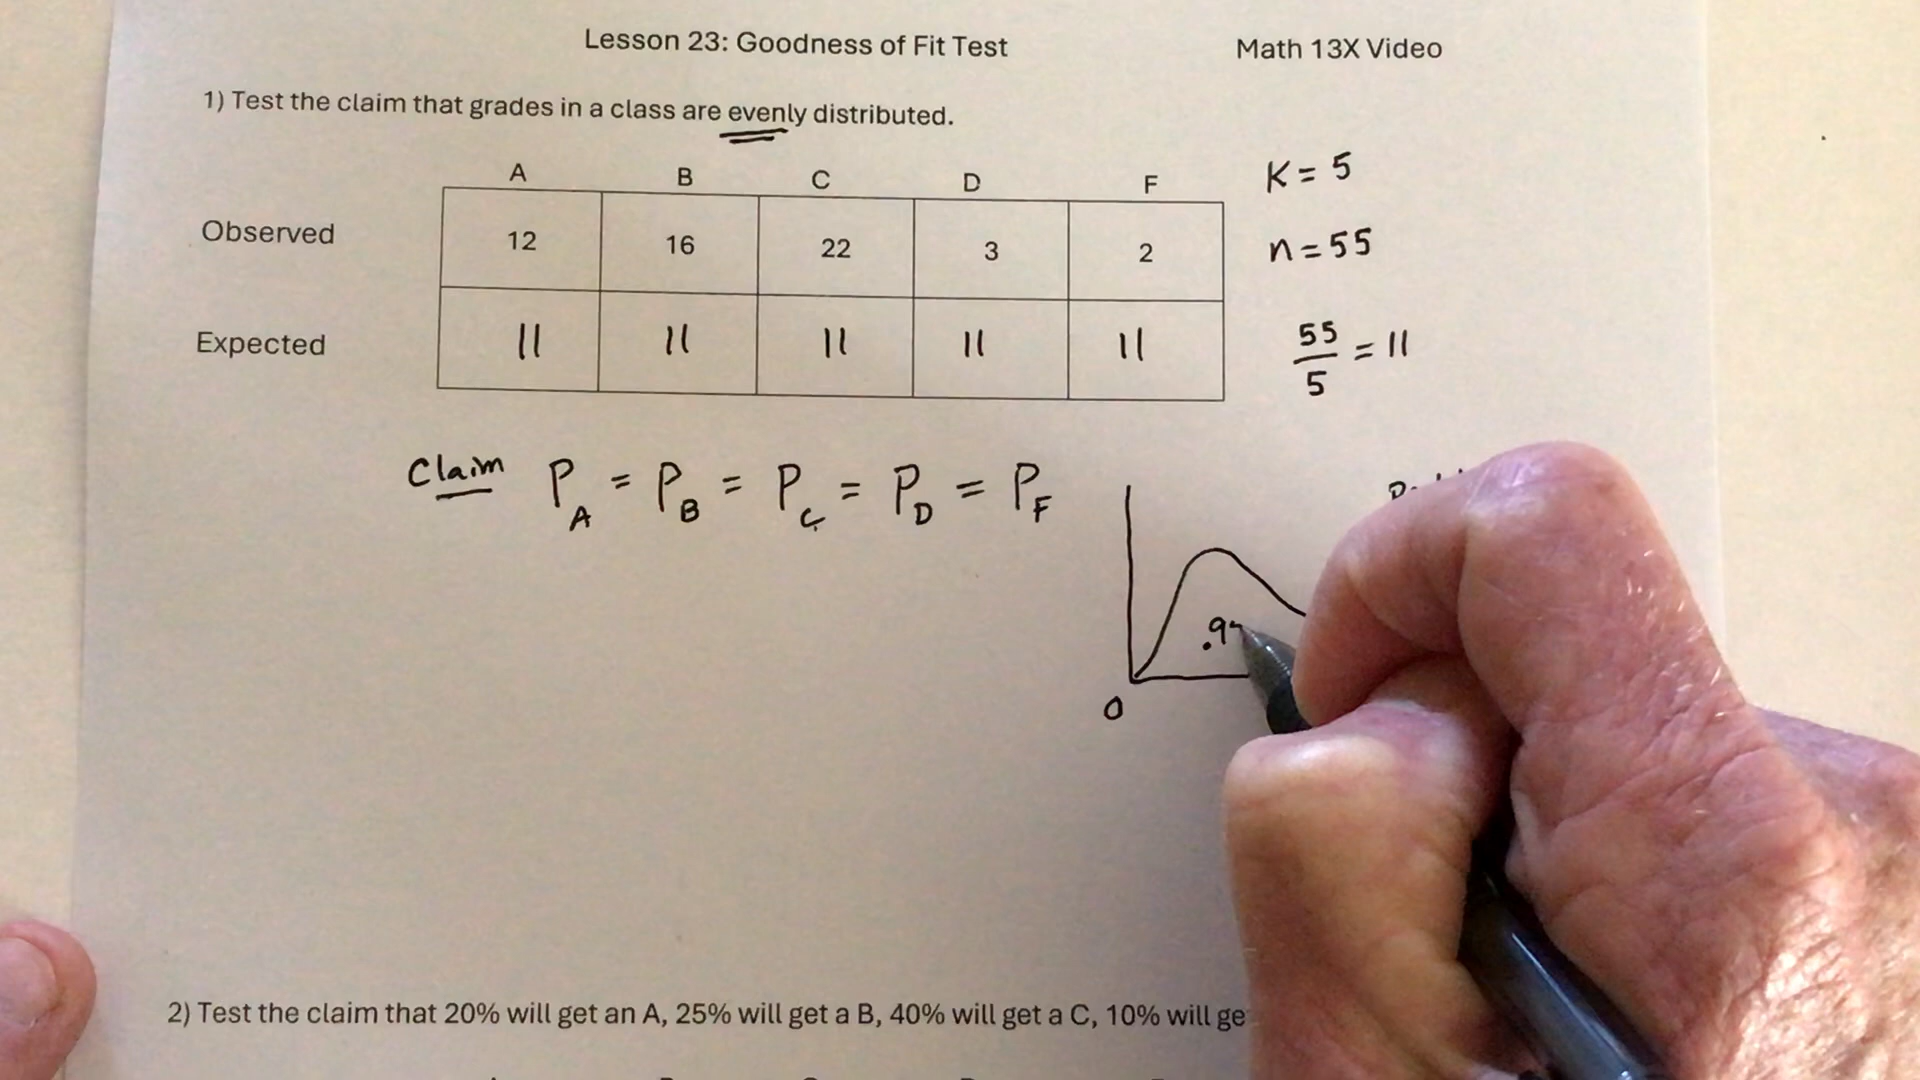 Lesson 23: Goodness of Fit Test Math 13X Video
1) Test the claim that grades in a class are evenly distributed.
A B C D F
K = 5
Observed 12 16 22 3 2
n = 55
Expected 11 11 11 11 11
55/5 = 11
Claim P_A = P_B = P_C = P_D = P_F
0
2) Test the claim that 20% will get an A, 25% will get a B, 40% will get a C, 10% will